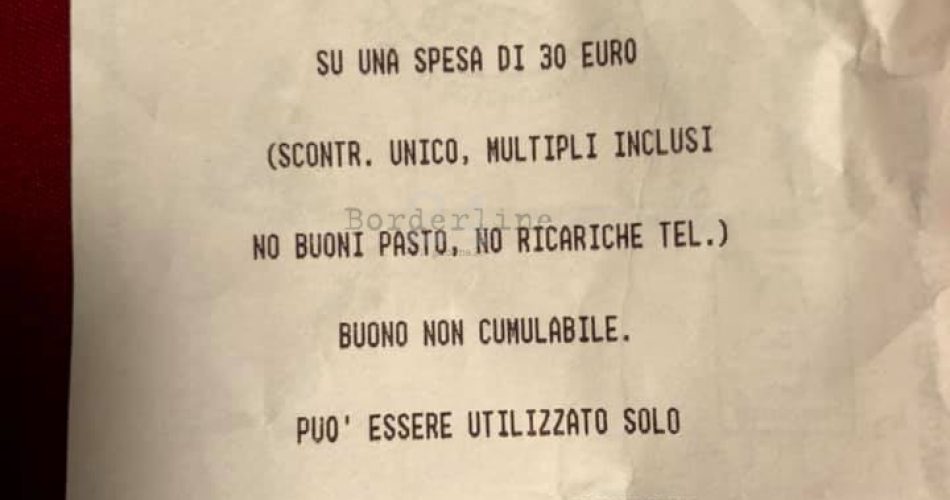 SU UNA SPESA DI 30 EURO
(SCONTR. UNICO, MULTIPLI INCLUSI
Borderline
NO BUONI PASTO, NO RICARICHE TEL.)
BUONO NON CUMULABILE.
PUO' ESSERE UTILIZZATO SOLO